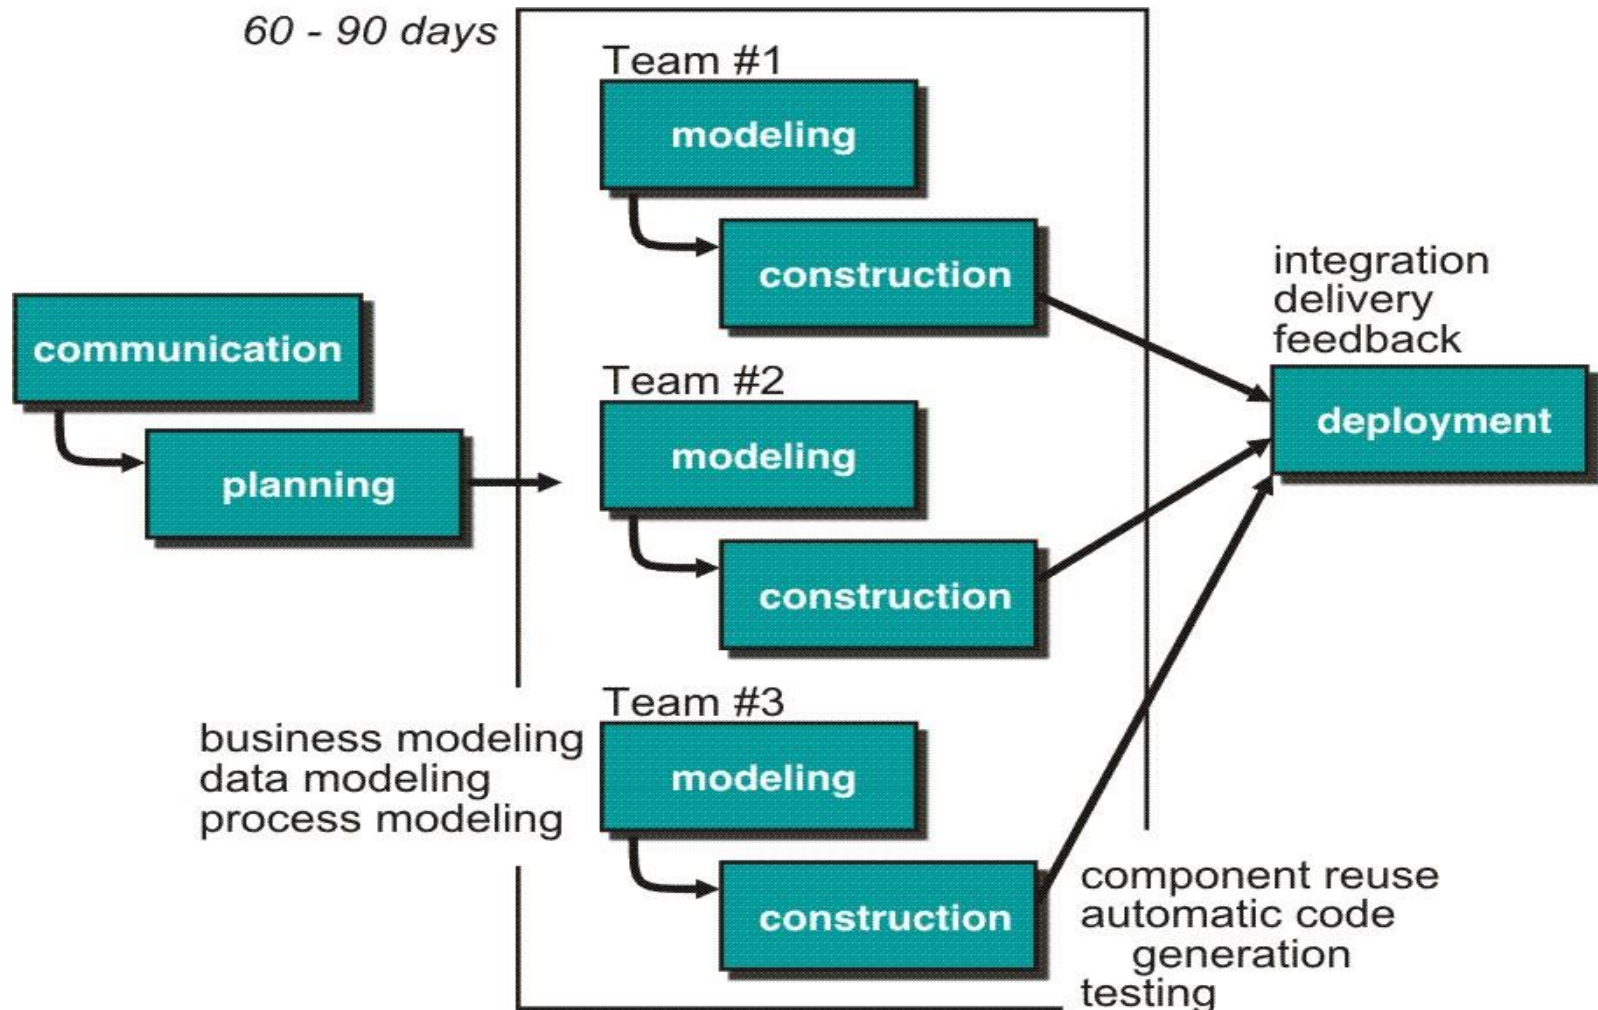 60 - 90 days
Team #1
modeling
construction
communication
planning
Team #2
modeling
construction
business modeling
data modeling
process modeling
Team #3
modeling
construction
component reuse
automatic code
generation
testing
integration
delivery
feedback
deployment